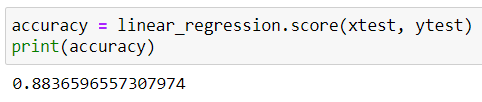 accuracy = linear_regression.score(xtest, ytest)
print(accuracy)
0.8836596557307974